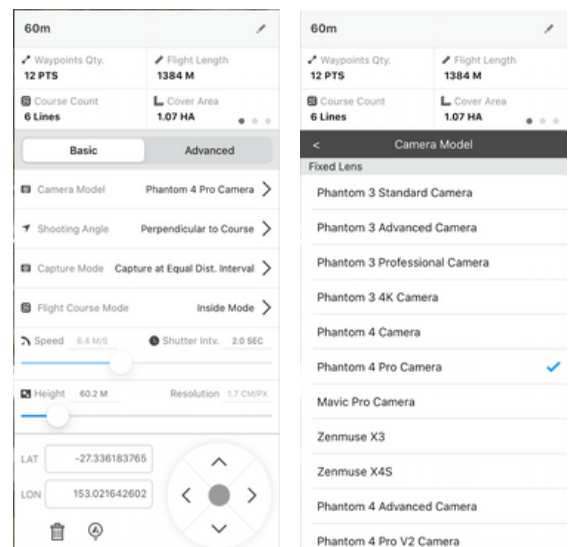 60m
Waypoints Qty.
Flight Length
12 PTS
1384 M
Course Count
Cover Area
6 Lines
1.07 HA
Basic
Advanced
Camera Model
Phantom 4 Pro Camera
Shooting Angle
Perpendicular to Course
Capture Mode
Capture at Equal Dist. Interval
Flight Course Mode
Inside Mode
Speed
6.4 M/S
Shutter Intv.
2.0 SEC
Height
60.2 M
Resolution
1.7 CM/PX
LAT
-27.336183765
LON
153.021642602
60m
Waypoints Qty.
Flight Length
12 PTS
1384 M
Course Count
Cover Area
6 Lines
1.07 HA
< Camera Model
Fixed Lens
Phantom 3 Standard Camera
Phantom 3 Advanced Camera
Phantom 3 Professional Camera
Phantom 3 4K Camera
Phantom 4 Camera
Phantom 4 Pro Camera
Mavic Pro Camera
Zenmuse X3
Zenmuse X4S
Phantom 4 Advanced Camera
Phantom 4 Pro V2 Camera